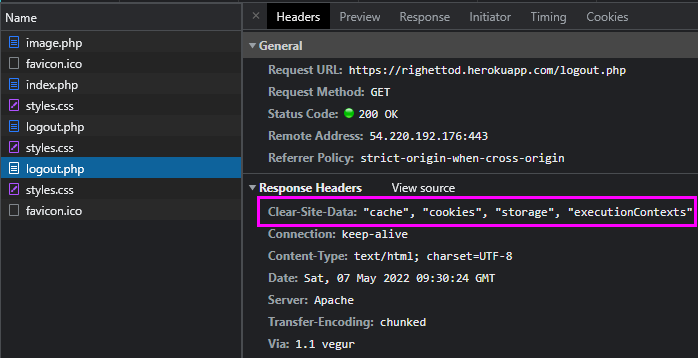 Name
image.php
favicon.ico
index.php
styles.css
logout.php
styles.css
logout.php
styles.css
favicon.ico
× Headers Preview Response Initiator Timing Cookies
▼ General
Request URL: https://righettod.herokuapp.com/logout.php
Request Method: GET
Status Code: 200 OK
Remote Address: 54.220.192.176:443
Referrer Policy: strict-origin-when-cross-origin
▼ Response Headers View source
Clear-Site-Data: "cache", "cookies", "storage", "executionContexts"
Connection: keep-alive
Content-Type: text/html; charset=UTF-8
Date: Sat, 07 May 2022 09:30:24 GMT
Server: Apache
Transfer-Encoding: chunked
Via: 1.1 vegur